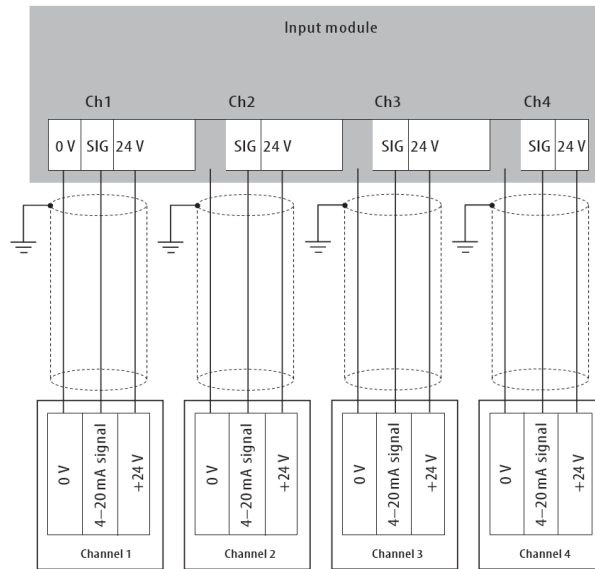 Input module
Ch1 Ch2 Ch3 Ch4
0 V SIG 24 V SIG 24 V SIG 24 V SIG 24 V
0 V 4–20 mA signal +24 V 0 V 4–20 mA signal +24 V 0 V 4–20 mA signal +24 V 0 V 4–20 mA signal +24 V
Channel 1 Channel 2 Channel 3 Channel 4